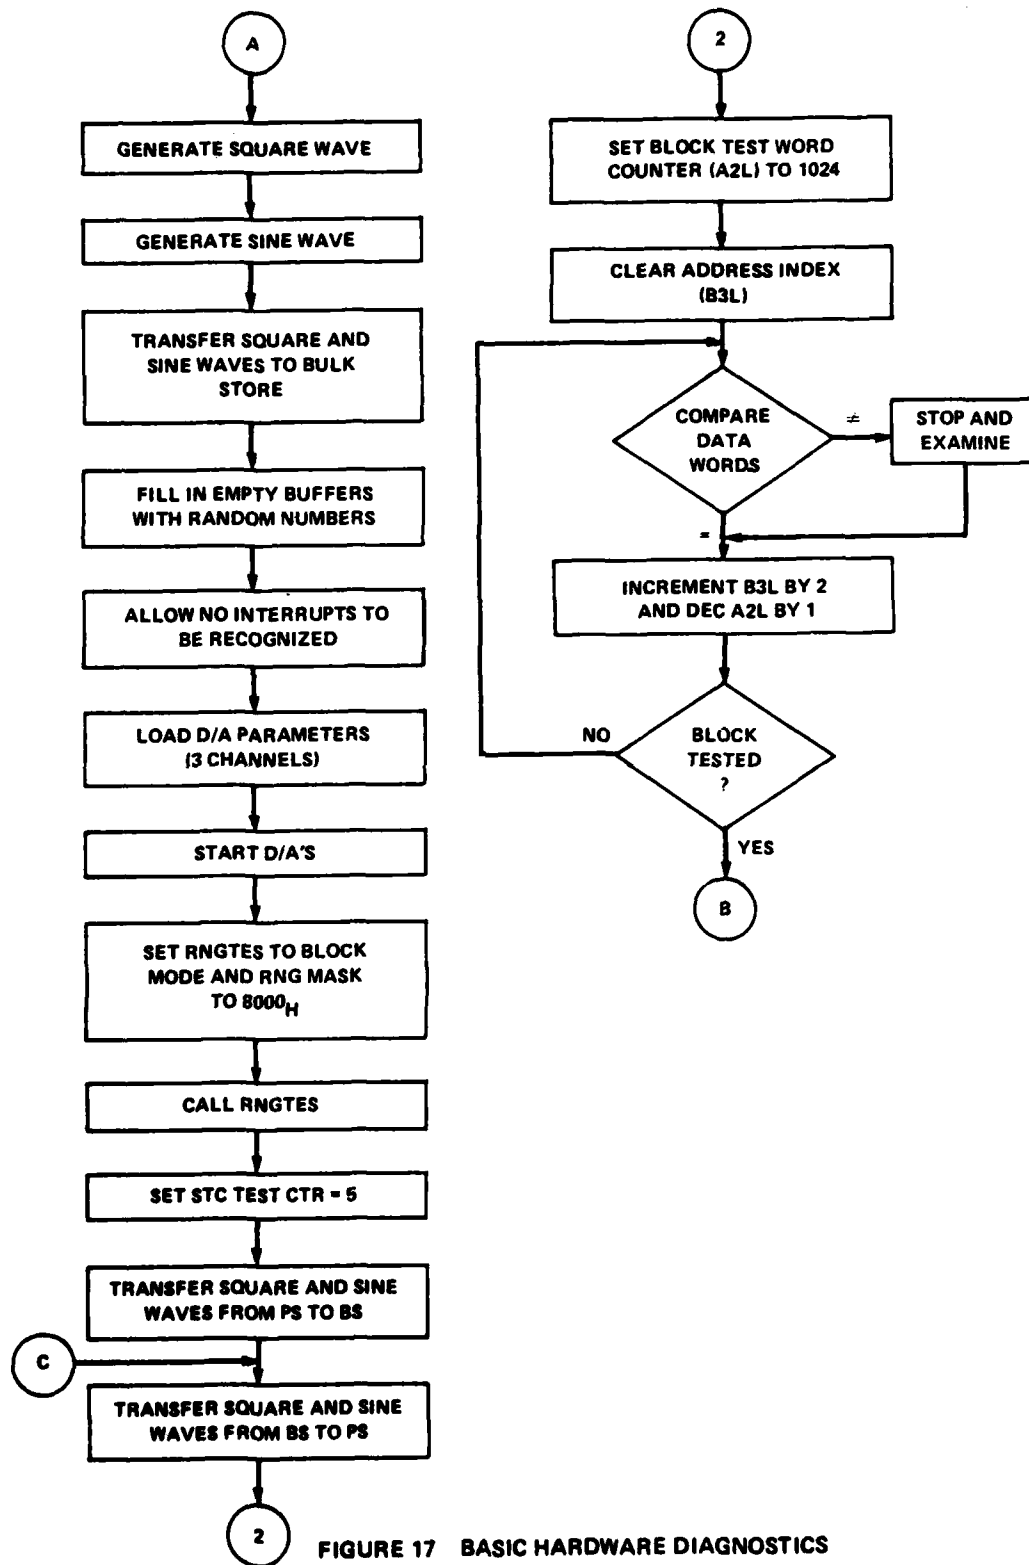 A
GENERATE SQUARE WAVE
GENERATE SINE WAVE
TRANSFER SQUARE AND
SINE WAVES TO BULK
STORE
FILL IN EMPTY BUFFERS
WITH RANDOM NUMBERS
ALLOW NO INTERRUPTS TO
BE RECOGNIZED
LOAD D/A PARAMETERS
(3 CHANNELS)
START D/A'S
SET RNGTES TO BLOCK
MODE AND RNG MASK
TO 8000H
CALL RNGTES
SET STC TEST CTR = 5
TRANSFER SQUARE AND SINE
WAVES FROM PS TO BS
C
TRANSFER SQUARE AND SINE
WAVES FROM BS TO PS
2
2
SET BLOCK TEST WORD
COUNTER (A2L) TO 1024
CLEAR ADDRESS INDEX
(B3L)
COMPARE
DATA
WORDS
≠
STOP AND
EXAMINE
=
INCREMENT B3L BY 2
AND DEC A2L BY 1
NO
BLOCK
TESTED
?
YES
B
FIGURE 17 BASIC HARDWARE DIAGNOSTICS